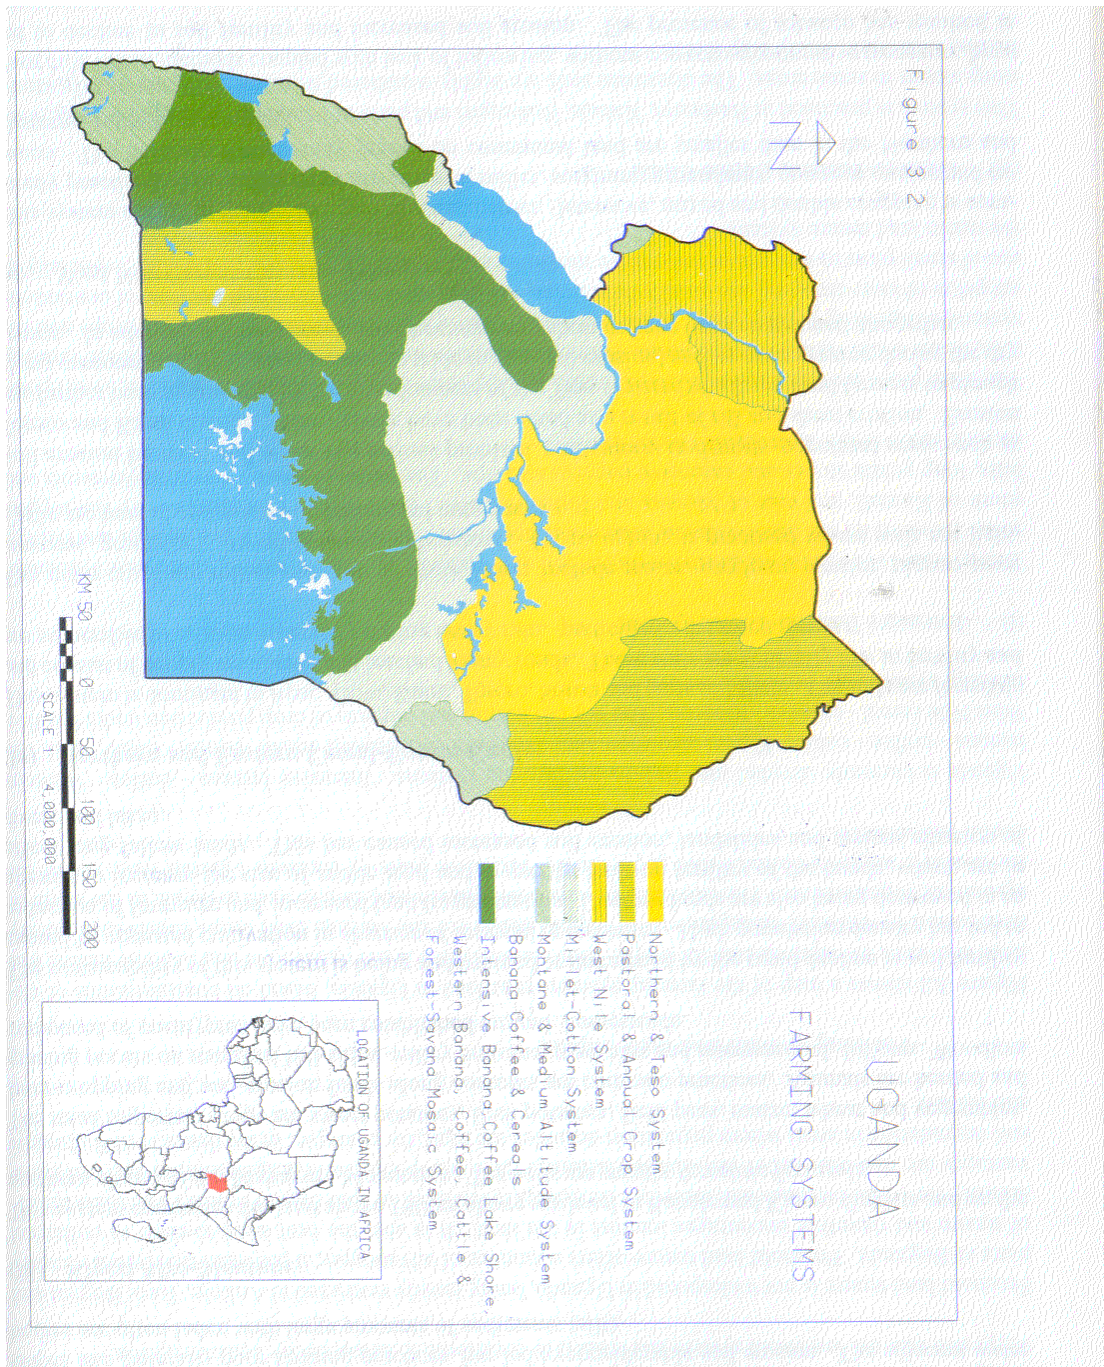 Figure 3 2
N
UGANDA
FARMING SYSTEMS
Northern & Teso System
Pastoral & Annual Crop System
West Nile System
Millet-Cotton System
Montane & Medium Altitude System
Banana Coffee & Cereals
Intensive Banana Coffee Lake Shore,
Western Banana, Coffee, Cattle &
Forest-Savana Mosaic System
KM 50 0 50 100 150 200
SCALE 1 : 4,000,000
LOCATION OF UGANDA IN AFRICA